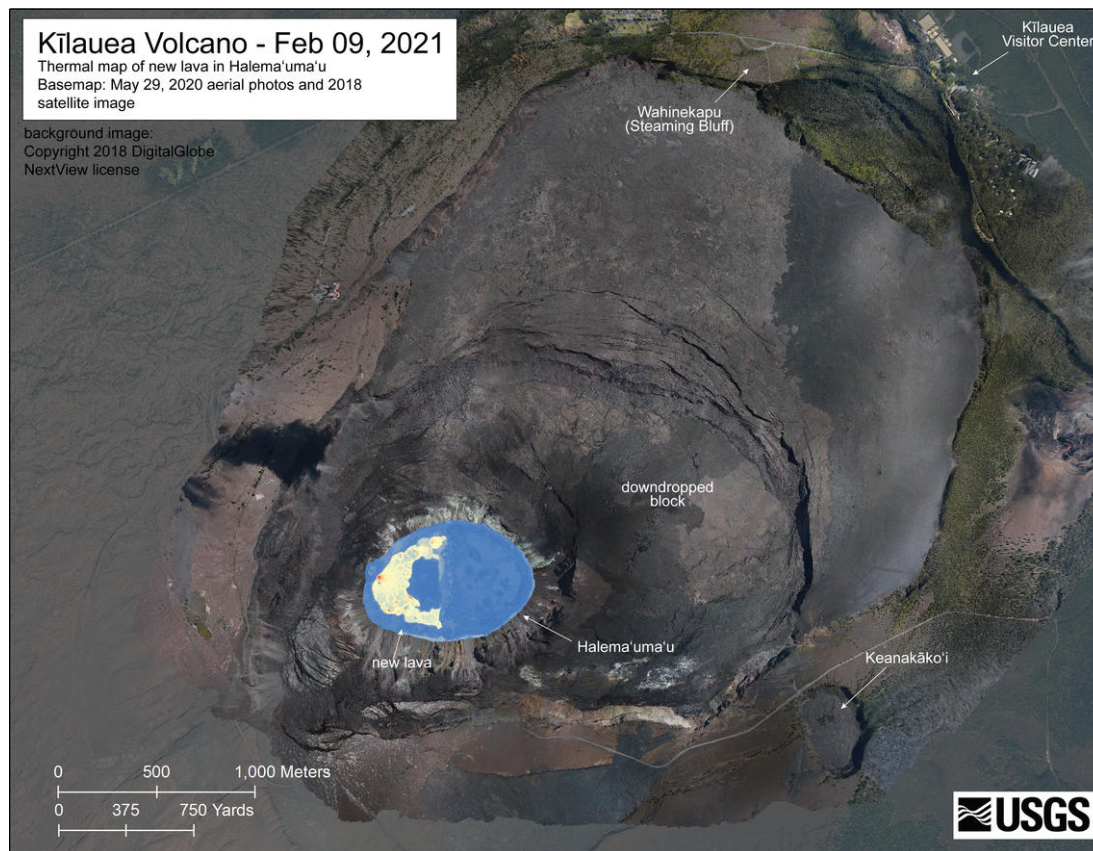 Kīlauea Volcano - Feb 09, 2021
Thermal map of new lava in Halemaʻumaʻu
Basemap: May 29, 2020 aerial photos and 2018
satellite image
background image:
Copyright 2018 DigitalGlobe
NextView license
Kīlauea
Visitor Center
Wahinekapu
(Steaming Bluff)
downdropped
block
Halemaʻumaʻu
new lava
Keanakākoʻi
0 500 1,000 Meters
0 375 750 Yards
USGS